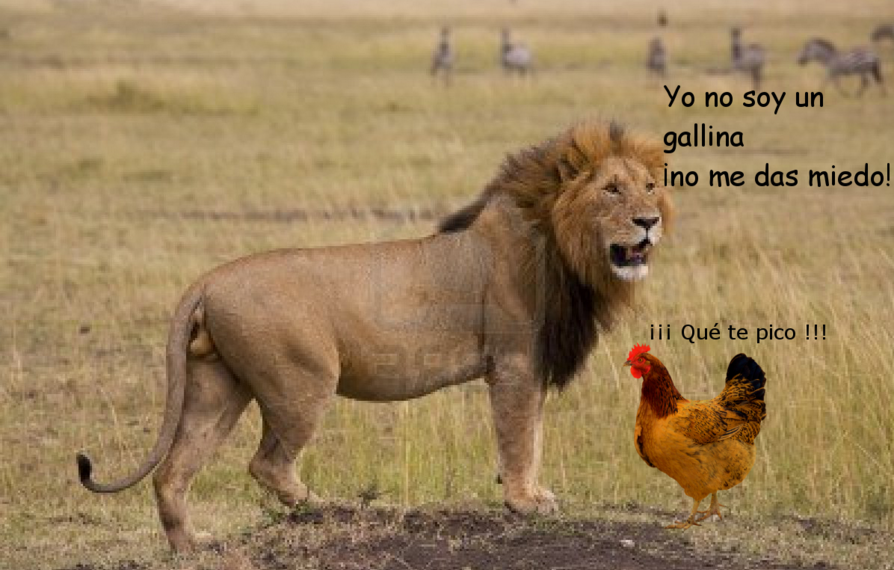 Yo no soy un
gallina
¡no me das miedo!
¡¡¡ Qué te pico !!!